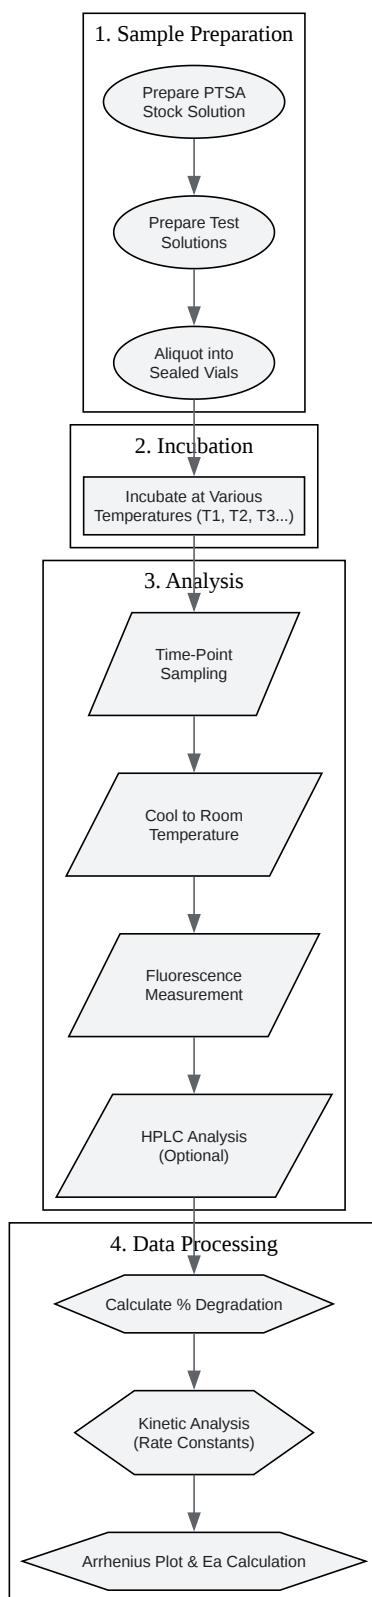 1. Sample Preparation
Prepare PTSA
Stock Solution
Prepare Test
Solutions
Aliquot into
Sealed Vials
2. Incubation
Incubate at Various
Temperatures (T1, T2, T3...)
3. Analysis
Time-Point
Sampling
Cool to Room
Temperature
Fluorescence
Measurement
HPLC Analysis
(Optional)
4. Data Processing
Calculate % Degradation
Kinetic Analysis
(Rate Constants)
Arrhenius Plot & Ea Calculation